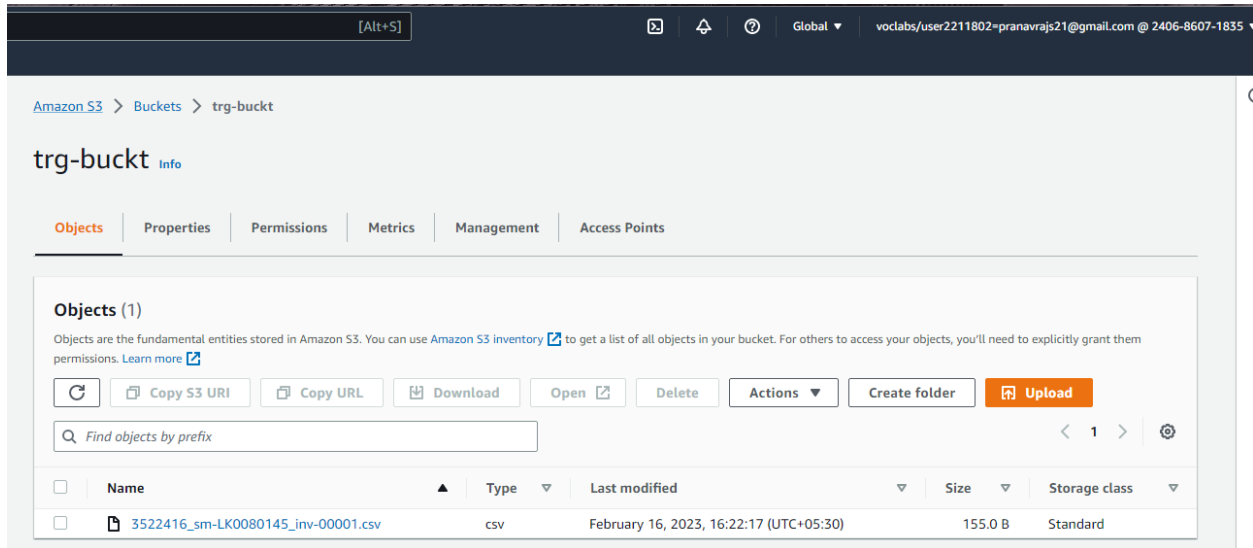 [Alt+S] Global voclabs/user2211802=pranavrajs21@gmail.com @ 2406-8607-1835
Amazon S3 > Buckets > trg-buckt
trg-buckt Info
Objects Properties Permissions Metrics Management Access Points
Objects (1)
Objects are the fundamental entities stored in Amazon S3. You can use Amazon S3 inventory to get a list of all objects in your bucket. For others to access your objects, you'll need to explicitly grant them
permissions. Learn more
Copy S3 URI Copy URL Download Open Delete Actions Create folder Upload
Find objects by prefix 1
Name Type Last modified Size Storage class
3522416_sm-LK0080145_inv-00001.csv csv February 16, 2023, 16:22:17 (UTC+05:30) 155.0 B Standard